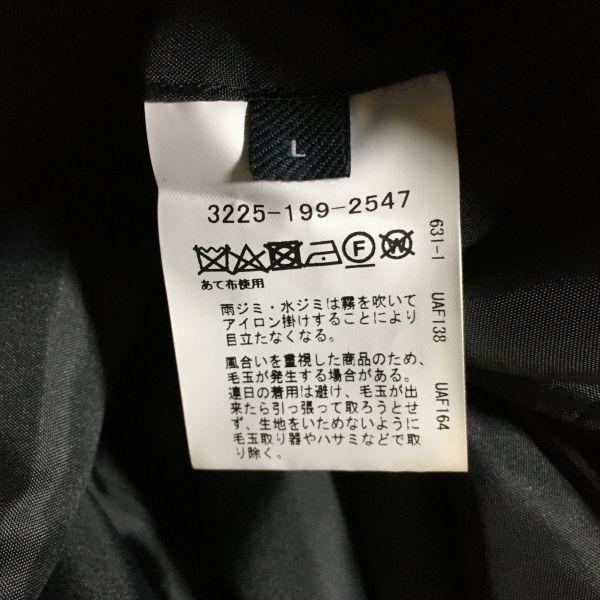 L
3225-199-2547
F W
あて布使用
雨ジミ・水ジミは霧を吹いて
アイロン掛けすることにより
目立たなくなる。
風合いを重視した商品のため、
毛玉が発生する場合がある。
連日の着用は避け、毛玉が出
来たら引っ張って取ろうとせ
ず、生地をいためないように
毛玉取り器やハサミなどで取
り除く。
631-1 UAF138 UAF164